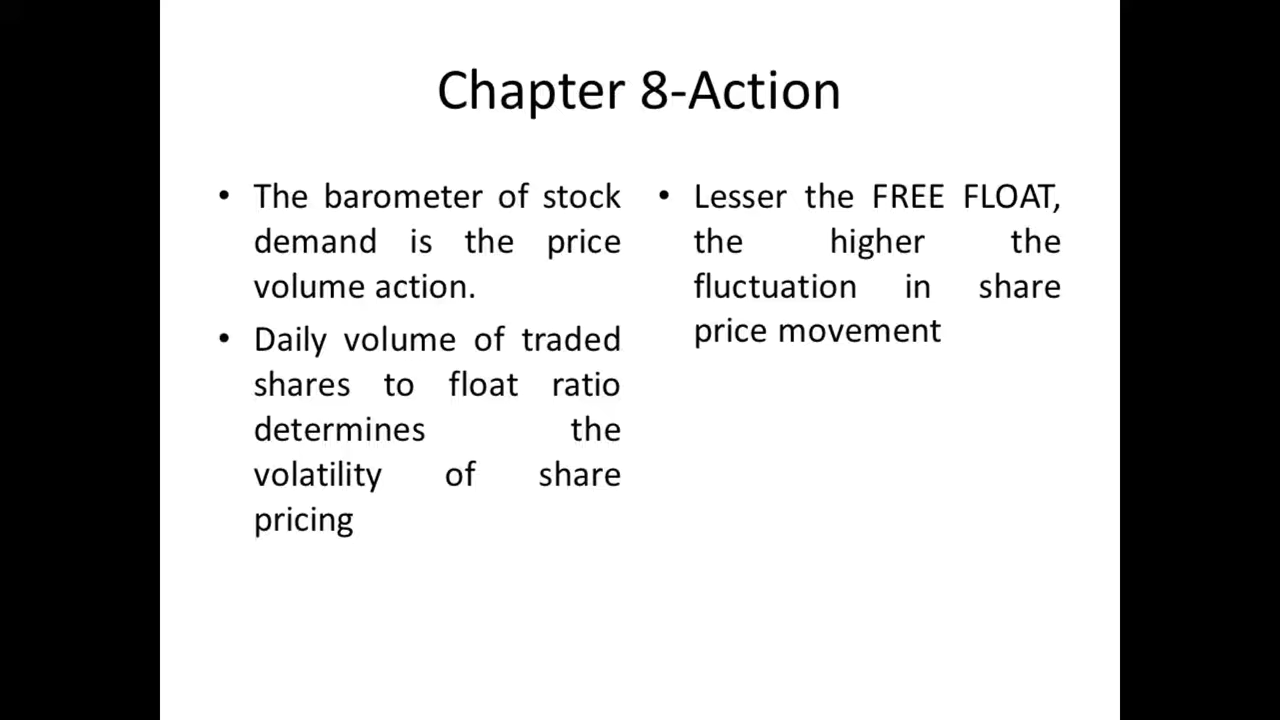 Chapter 8-Action
• The barometer of stock
demand is the price
volume action.
• Daily volume of traded
shares to float ratio
determines the
volatility of share
pricing
• Lesser the FREE FLOAT,
the higher the
fluctuation in share
price movement